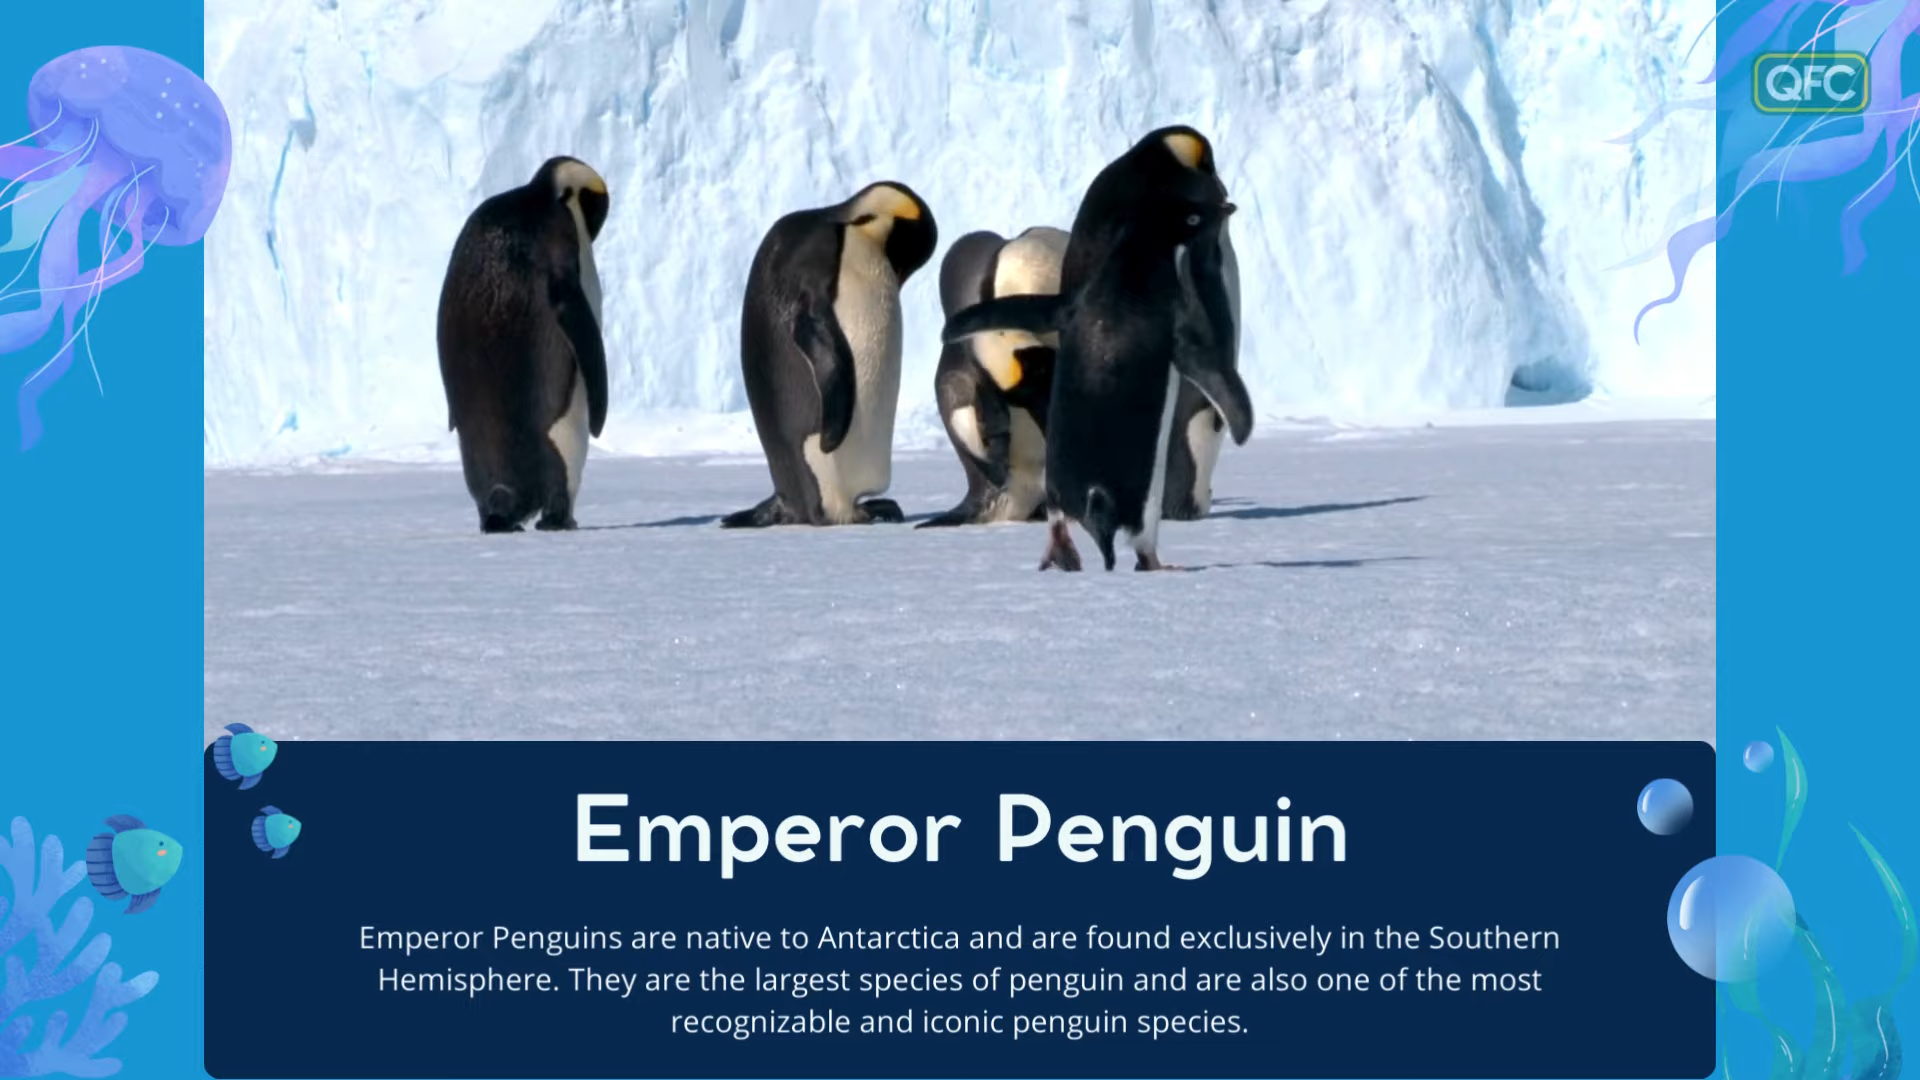 QFC
Emperor Penguin
Emperor Penguins are native to Antarctica and are found exclusively in the Southern
Hemisphere. They are the largest species of penguin and are also one of the most
recognizable and iconic penguin species.